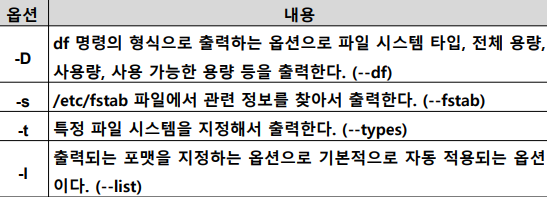 옵션 내용
-D df 명령의 형식으로 출력하는 옵션으로 파일 시스템 타입, 전체 용량,
사용량, 사용 가능한 용량 등을 출력한다. (--df)
-s /etc/fstab 파일에서 관련 정보를 찾아서 출력한다. (--fstab)
-t 특정 파일 시스템을 지정해서 출력한다. (--types)
-l 출력되는 포맷을 지정하는 옵션으로 기본적으로 자동 적용되는 옵션
이다. (--list)